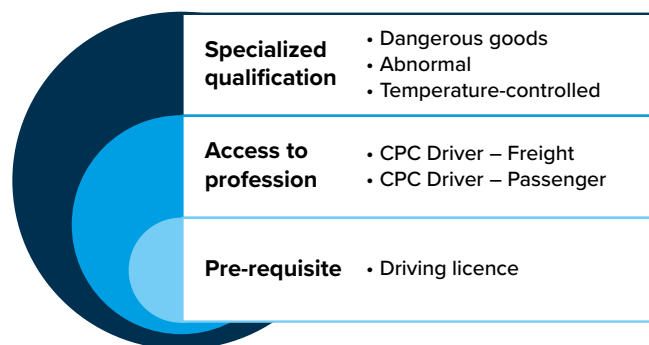 Specialized
qualification
• Dangerous goods
• Abnormal
• Temperature-controlled
Access to
profession
• CPC Driver – Freight
• CPC Driver – Passenger
Pre-requisite
• Driving licence